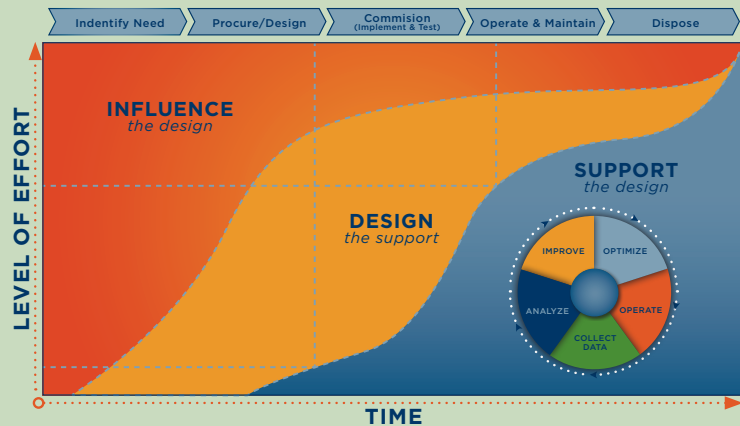 Indentify Need
Procure/Design
Commision
(Implement & Test)
Operate & Maintain
Dispose
LEVEL OF EFFORT
INFLUENCE
the design
DESIGN
the support
SUPPORT
the design
IMPROVE
OPTIMIZE
ANALYZE
OPERATE
COLLECT
DATA
TIME